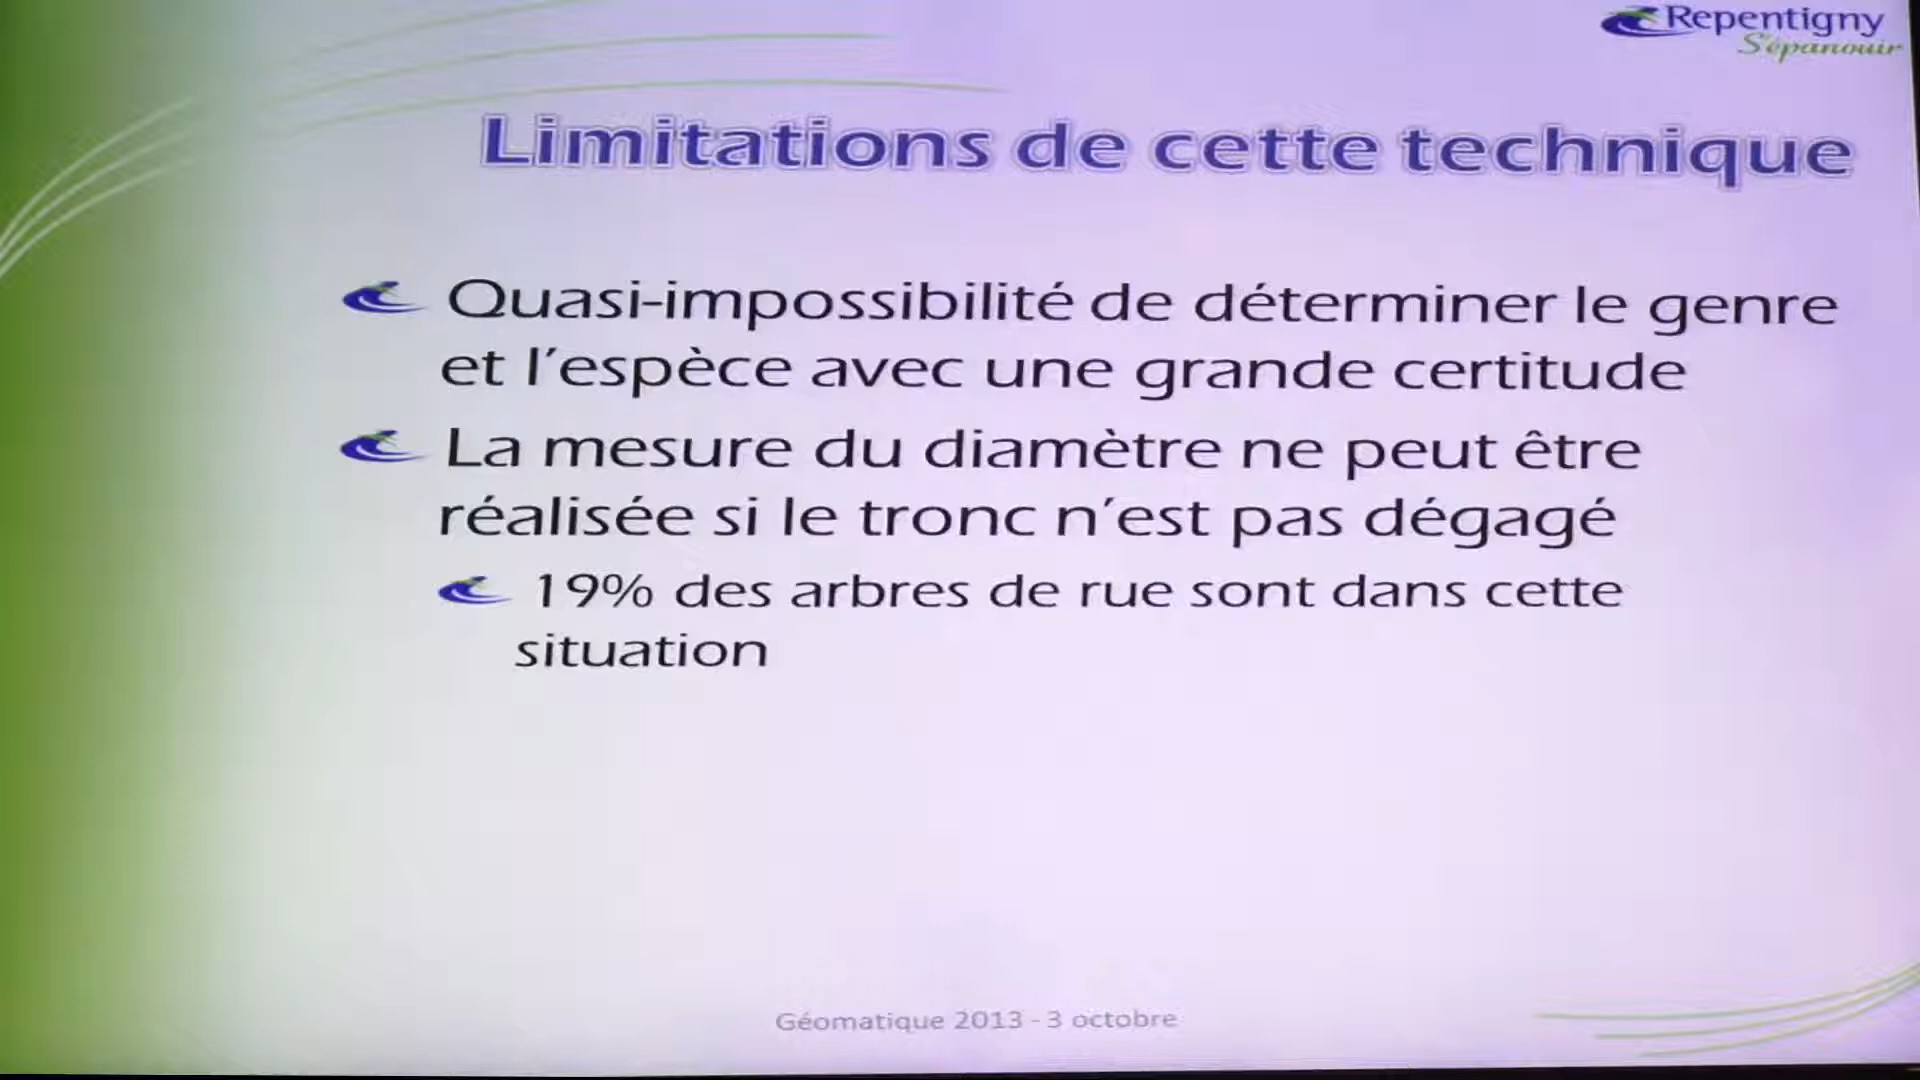 Repentigny
S'épanouir
Limitations de cette technique
Quasi-impossibilité de déterminer le genre
et l'espèce avec une grande certitude
La mesure du diamètre ne peut être
réalisée si le tronc n'est pas dégagé
19% des arbres de rue sont dans cette
situation
Géomatique 2013 - 3 octobre